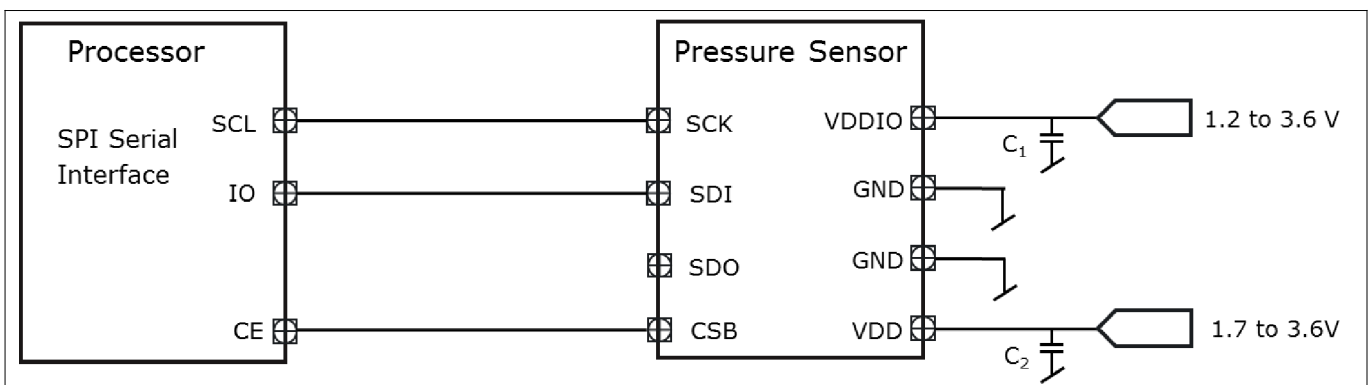 Processor
SPI Serial
Interface
SCL
IO
CE
Pressure Sensor
SCK
SDI
SDO
CSB
VDDIO
GND
GND
VDD
C₁
1.2 to 3.6 V
C₂
1.7 to 3.6V